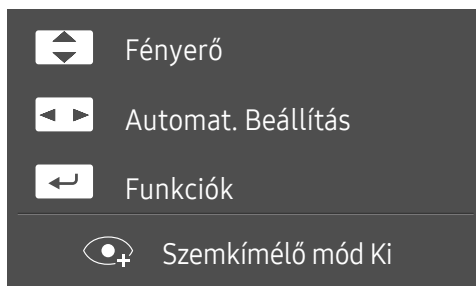 Fényerő
Automat. Beállítás
Funkciók
Szemkímélő mód Ki